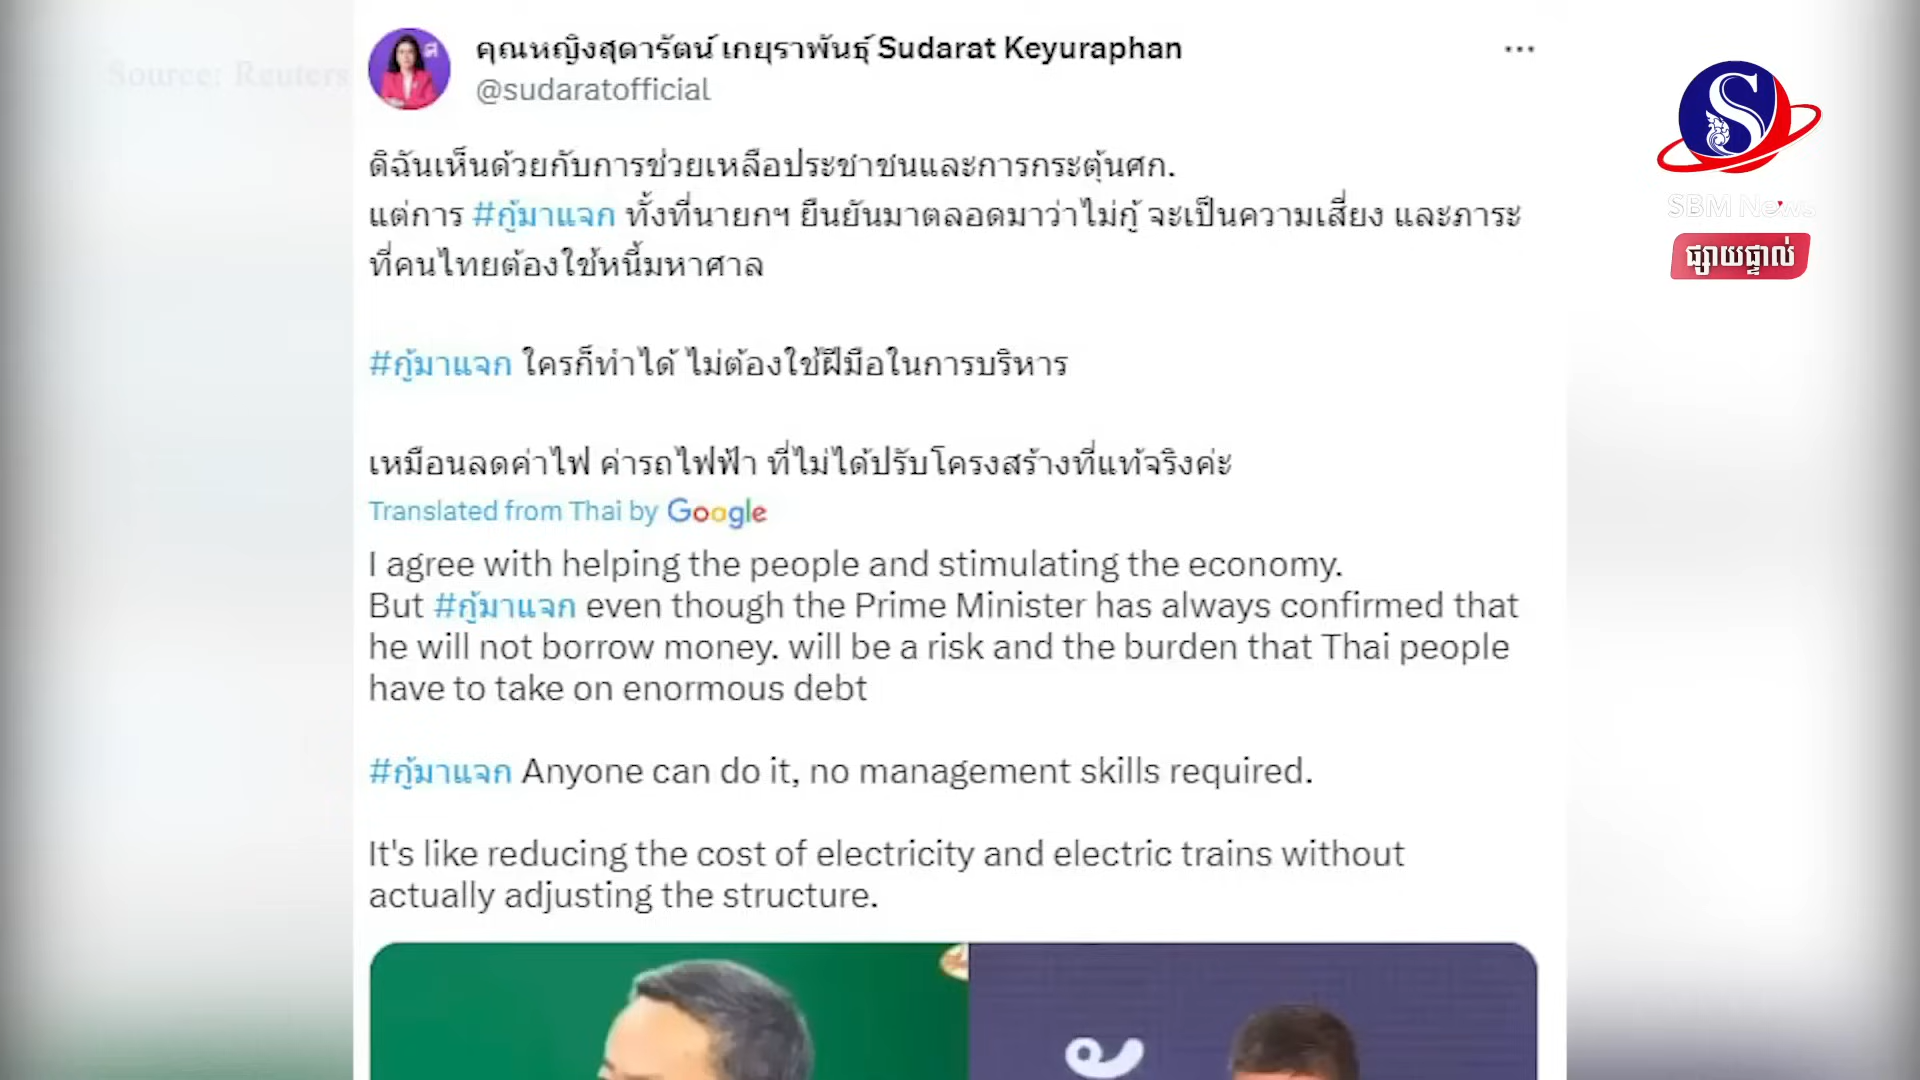 Source: Reuters
คุณหญิงสุดารัตน์ เกยุราพันธุ์ Sudarat Keyuraphan
@sudaratofficial
ดิฉันเห็นด้วยกับการช่วยเหลือประชาชนและการกระตุ้นศก.
แต่การ #กู้มาแจก ทั้งที่นายกฯ ยืนยันมาตลอดมาว่าไม่กู้ จะเป็นความเสี่ยง และภาระ
ที่คนไทยต้องใช้หนี้มหาศาล
#กู้มาแจก ใครก็ทำได้ ไม่ต้องใช้ฝีมือในการบริหาร
เหมือนลดค่าไฟ ค่ารถไฟฟ้า ที่ไม่ได้ปรับโครงสร้างที่แท้จริงค่ะ
Translated from Thai by Google
I agree with helping the people and stimulating the economy.
But #กู้มาแจก even though the Prime Minister has always confirmed that
he will not borrow money. will be a risk and the burden that Thai people
have to take on enormous debt
#กู้มาแจก Anyone can do it, no management skills required.
It's like reducing the cost of electricity and electric trains without
actually adjusting the structure.
S
SBM News
ផ្សាយផ្ទាល់